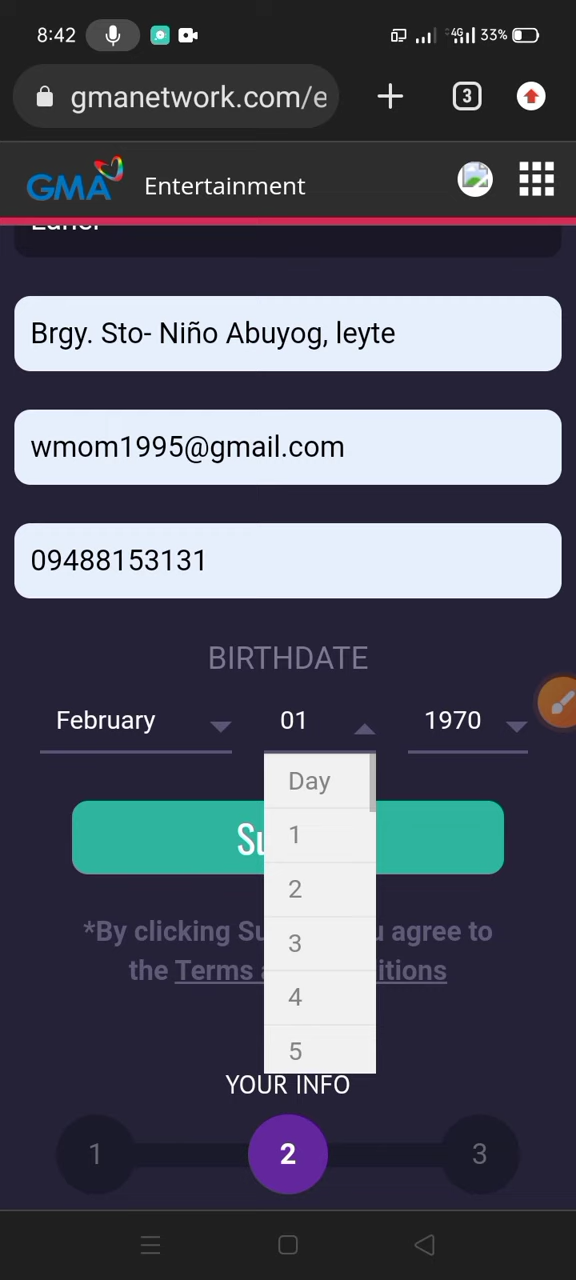 8:42
4G 33%
gmanetwork.com/e
3
GMA Entertainment
Brgy. Sto- Niño Abuyog, leyte
wmom1995@gmail.com
09488153131
BIRTHDATE
February 01 1970
Day
1
2
3
4
5
Su
*By clicking Su u agree to
the Terms a itions
YOUR INFO
1 2 3